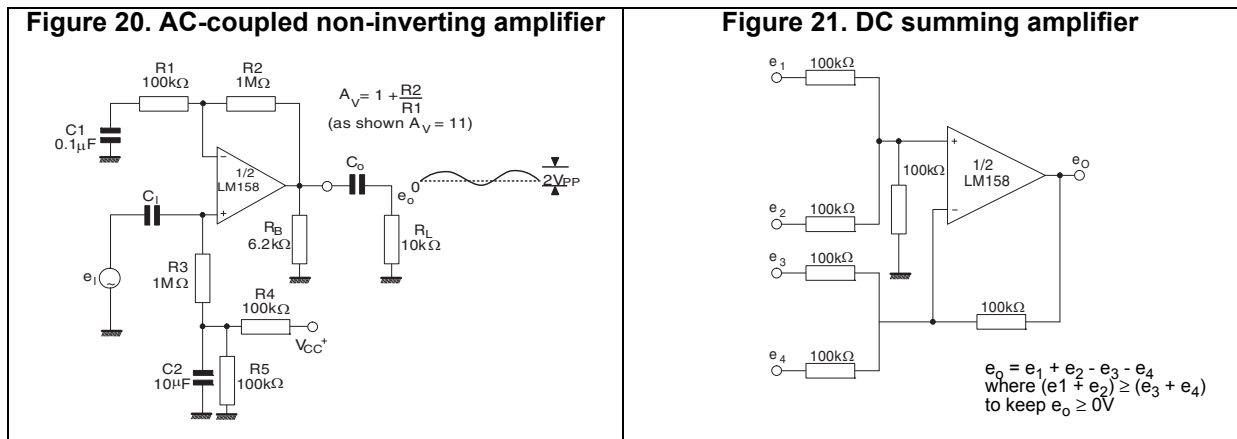 Figure 20. AC-coupled non-inverting amplifier
R1
100kΩ
R2
1MΩ
A_V = 1 + R2/R1
(as shown A_V = 11)
C1
0.1µF
1/2
LM158
C_I
C_o
0
2V_PP
e_o
R_B
6.2kΩ
R_L
10kΩ
e_I
~
R3
1MΩ
R4
100kΩ
V_CC+
C2
10µF
R5
100kΩ
Figure 21. DC summing amplifier
e_1
100kΩ
100kΩ
+
-
1/2
LM158
e_O
e_2
100kΩ
e_3
100kΩ
100kΩ
e_4
100kΩ
e_o = e_1 + e_2 - e_3 - e_4
where (e1 + e_2) ≥ (e_3 + e_4)
to keep e_o ≥ 0V